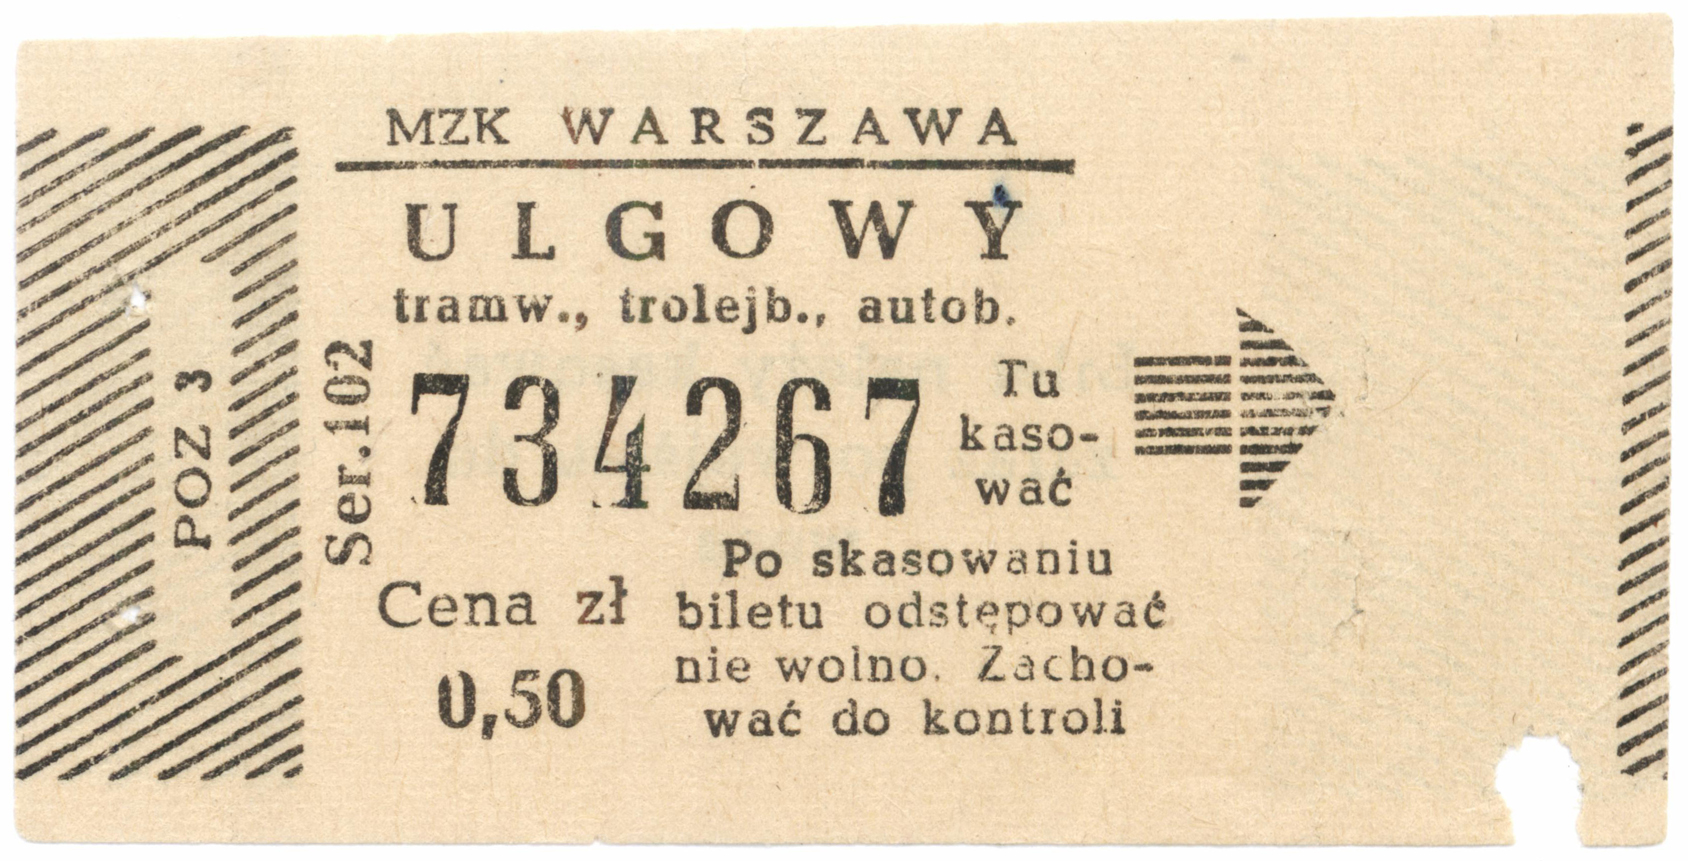 MZK WARSZAWA
ULGOWY
tramw., trolejb., autob.
POZ 3
Ser.102
734267
Tu
kaso-
wać
Cena zł
0,50
Po skasowaniu
biletu odstępować
nie wolno. Zacho-
wać do kontroli